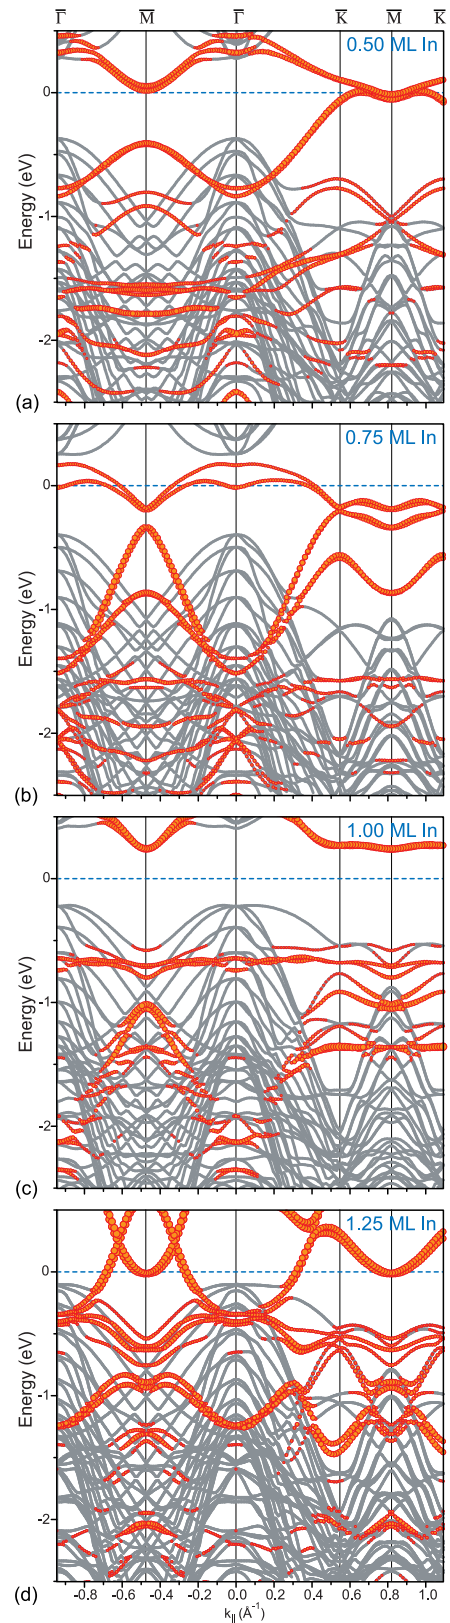 Γ̅ M̅ Γ̅ K̅ M̅ K̅
0.50 ML In
0
-1
-2
Energy (eV)
(a)
0.75 ML In
0
-1
-2
Energy (eV)
(b)
1.00 ML In
0
-1
-2
Energy (eV)
(c)
1.25 ML In
0
-1
-2
Energy (eV)
(d)
-0.8 -0.6 -0.4 -0.2 0.0 0.2 0.4 0.6 0.8 1.0
k|| (Å⁻¹)